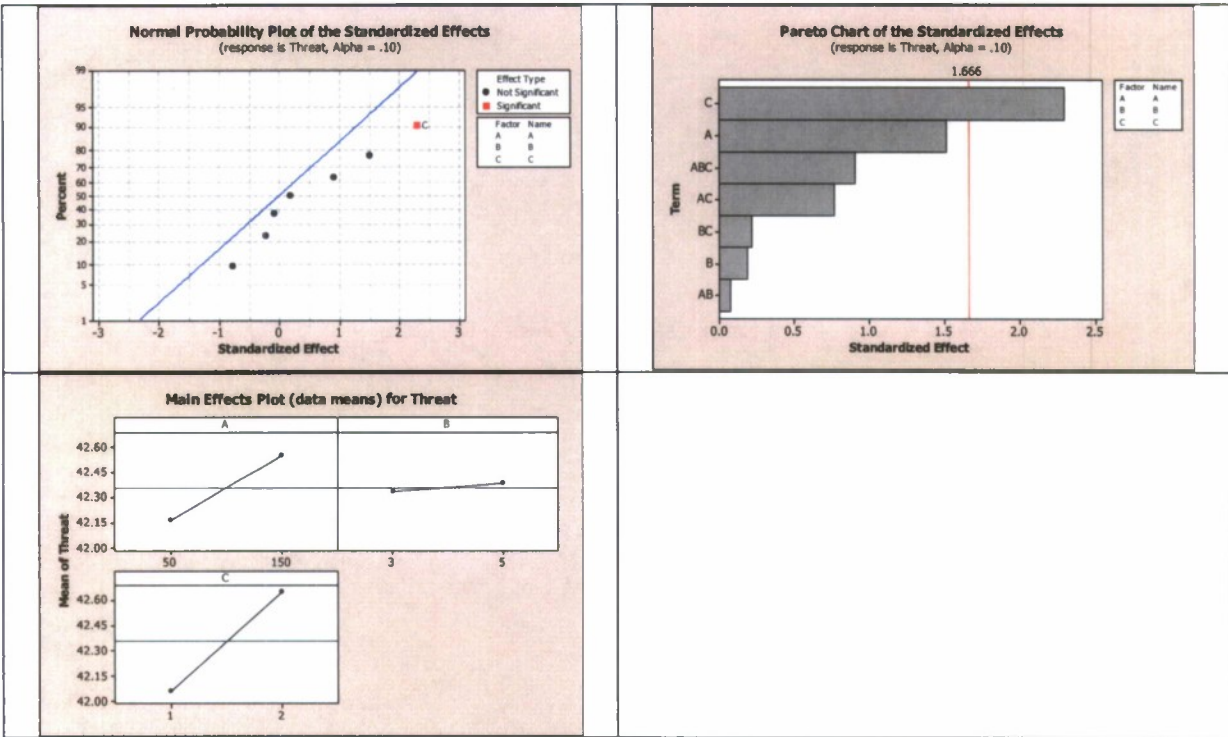 Normal Probability Plot of the Standardized Effects
(response is Threat, Alpha = .10)
99
95
90
80
70
60
50
40
30
20
10
5
1
Percent
C
-3
-2
-1
0
1
2
3
Standardized Effect
Effect Type
Not Significant
Significant
Factor Name
A A
B B
C C
Pareto Chart of the Standardized Effects
(response is Threat, Alpha = .10)
1.666
Term
C
A
ABC
AC
BC
B
AB
0.0
0.5
1.0
1.5
2.0
2.5
Standardized Effect
Factor Name
A A
B B
C C
Main Effects Plot (data means) for Threat
Mean of Threat
A
B
42.60
42.45
42.30
42.15
42.00
50
150
3
5
C
42.60
42.45
42.30
42.15
42.00
1
2